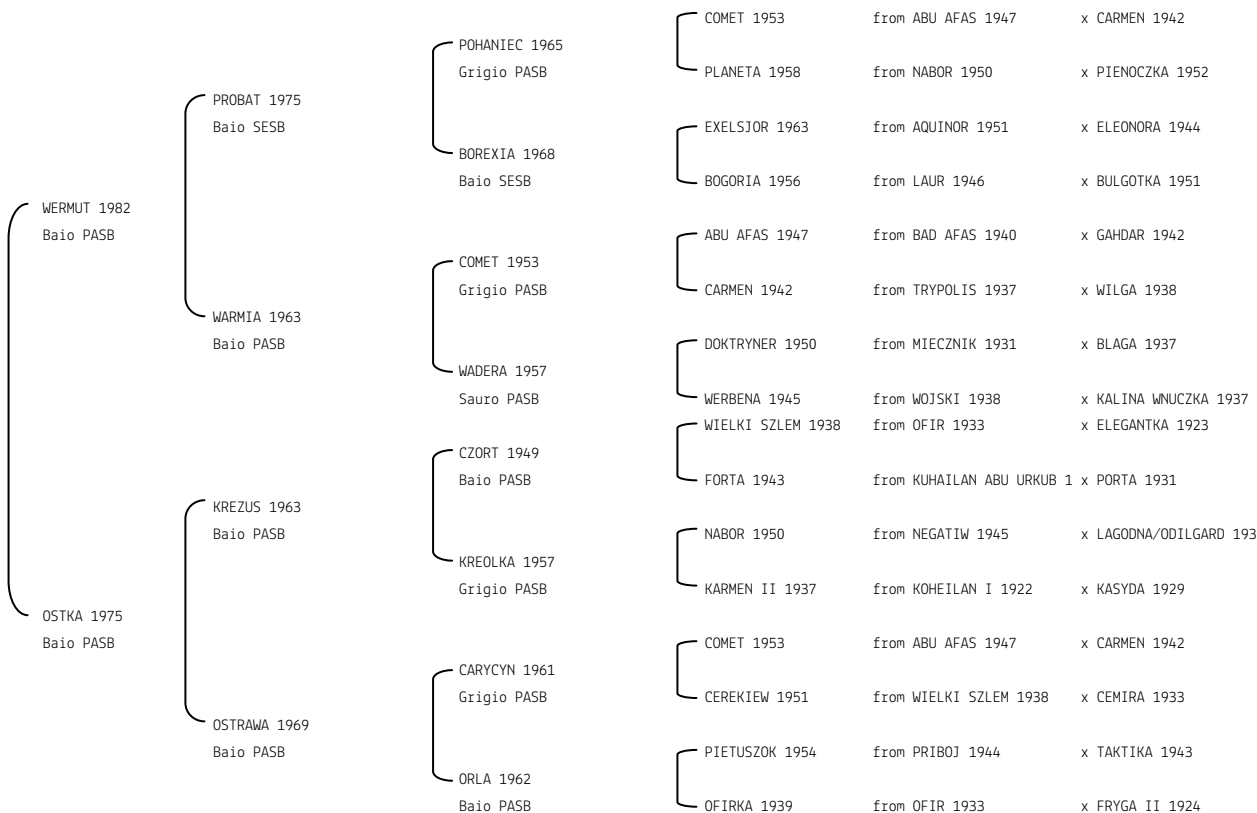 COMET 1953 from ABU AFAS 1947 x CARMEN 1942
POHANIEC 1965
Grigio PASB PLANETA 1958 from NABOR 1950 x PIENOCZKA 1952
PROBAT 1975
Baio SESB EXELSJOR 1963 from AQUINOR 1951 x ELEONORA 1944
BOREXIA 1968
Baio SESB BOGORIA 1956 from LAUR 1946 x BULGOTKA 1951
WERMUT 1982
Baio PASB ABU AFAS 1947 from BAD AFAS 1940 x GAHDAR 1942
COMET 1953
Grigio PASB CARMEN 1942 from TRYPOLIS 1937 x WILGA 1938
WARMIA 1963
Baio PASB DOKTRYNER 1950 from MIECZNIK 1931 x BLAGA 1937
WADERA 1957
Sauro PASB WERBENA 1945 from WOJSKI 1938 x KALINA WNUCZKA 1937
WIELKI SZLEM 1938 from OFIR 1933 x ELEGANTKA 1923
CZORT 1949
Baio PASB FORTA 1943 from KUHAILAN ABU URKUB 1 x PORTA 1931
KREZUS 1963
Baio PASB NABOR 1950 from NEGATIW 1945 x LAGODNA/ODILGARD 193
KREOLKA 1957
Grigio PASB KARMEN II 1937 from KOHEILAN I 1922 x KASYDA 1929
OSTKA 1975
Baio PASB COMET 1953 from ABU AFAS 1947 x CARMEN 1942
CARYCYN 1961
Grigio PASB CEREKIEW 1951 from WIELKI SZLEM 1938 x CEMIRA 1933
OSTRAWA 1969
Baio PASB PIETUSZOK 1954 from PRIBOJ 1944 x TAKTIKA 1943
ORLA 1962
Baio PASB OFIRKA 1939 from OFIR 1933 x FRYGA II 1924